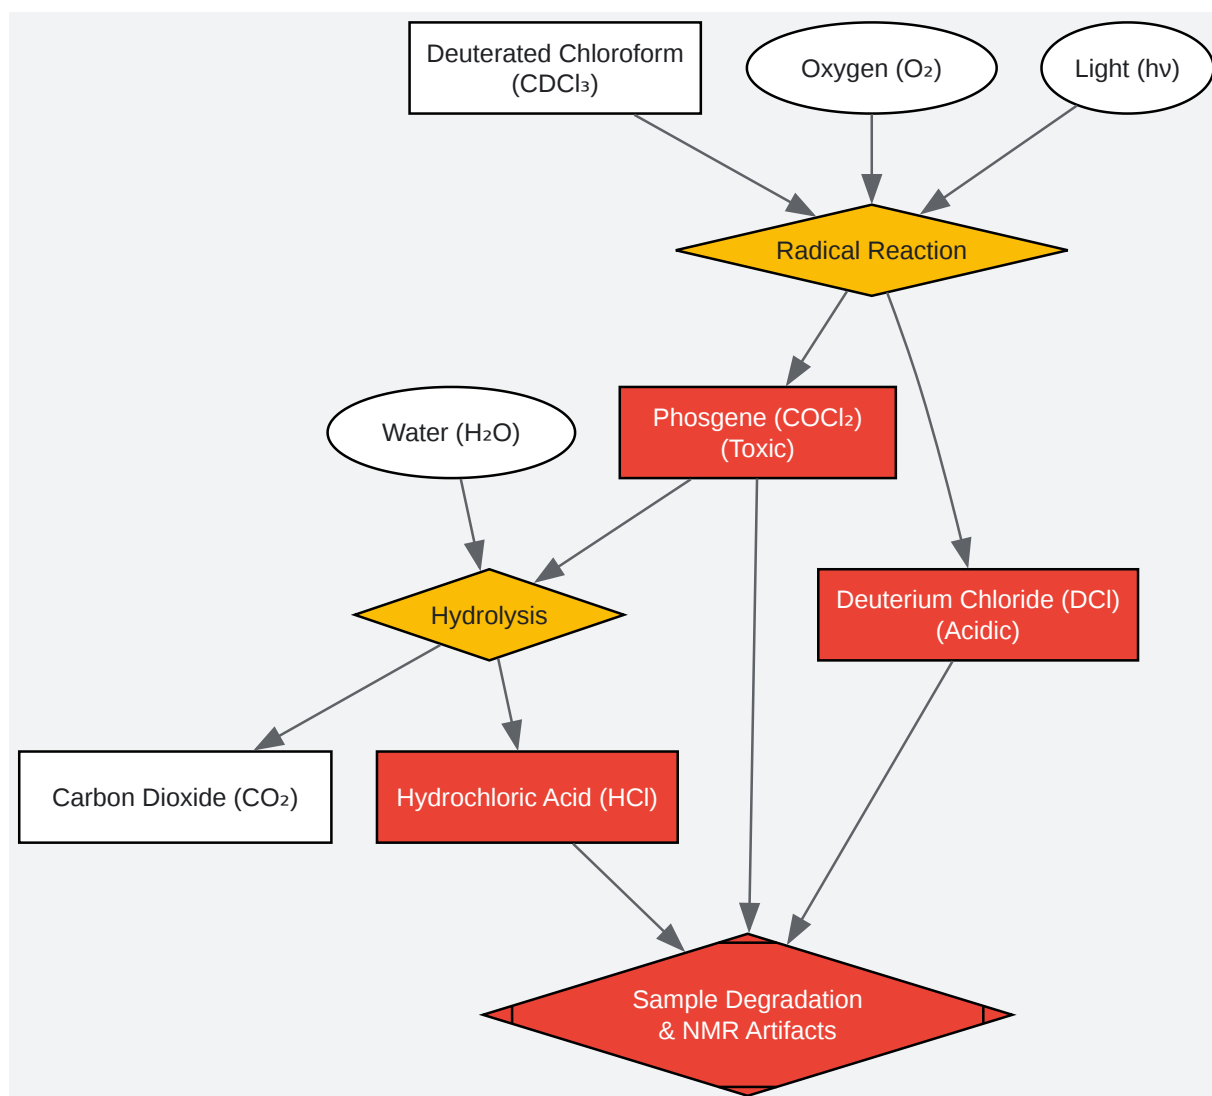 Deuterated Chloroform
(CDCl₃)
Oxygen (O₂)
Light (hν)
Radical Reaction
Water (H₂O)
Phosgene (COCl₂)
(Toxic)
Hydrolysis
Deuterium Chloride (DCl)
(Acidic)
Carbon Dioxide (CO₂)
Hydrochloric Acid (HCl)
Sample Degradation
& NMR Artifacts